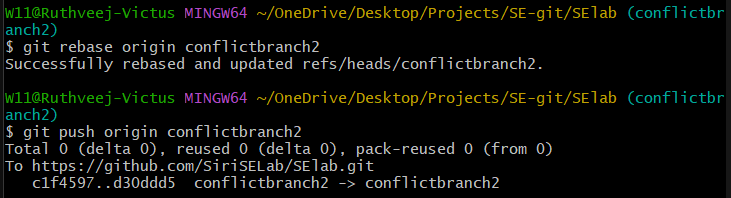 W11@Ruthveej-Victus MINGW64 ~/OneDrive/Desktop/Projects/SE-git/SElab (conflictbr
anch2)
$ git rebase origin conflictbranch2
Successfully rebased and updated refs/heads/conflictbranch2.
W11@Ruthveej-Victus MINGW64 ~/OneDrive/Desktop/Projects/SE-git/SElab (conflictbr
anch2)
$ git push origin conflictbranch2
Total 0 (delta 0), reused 0 (delta 0), pack-reused 0 (from 0)
To https://github.com/SiriSELab/SElab.git
   c1f4597..d30ddd5  conflictbranch2 -> conflictbranch2